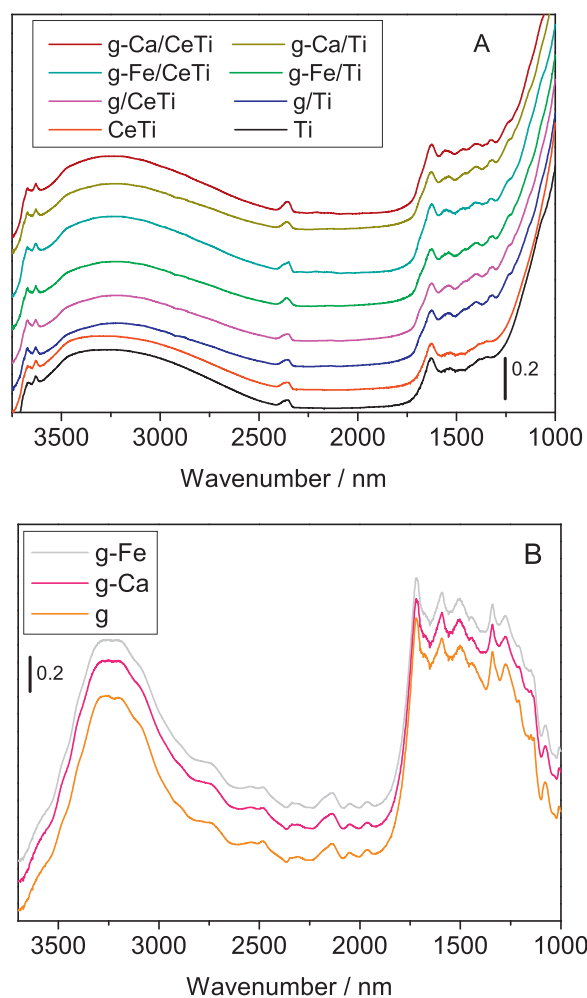 g-Ca/CeTi g-Ca/Ti A
g-Fe/CeTi g-Fe/Ti
g/CeTi g/Ti
CeTi Ti
0.2
3500 3000 2500 2000 1500 1000
Wavenumber / nm
g-Fe B
g-Ca
g
0.2
3500 3000 2500 2000 1500 1000
Wavenumber / nm